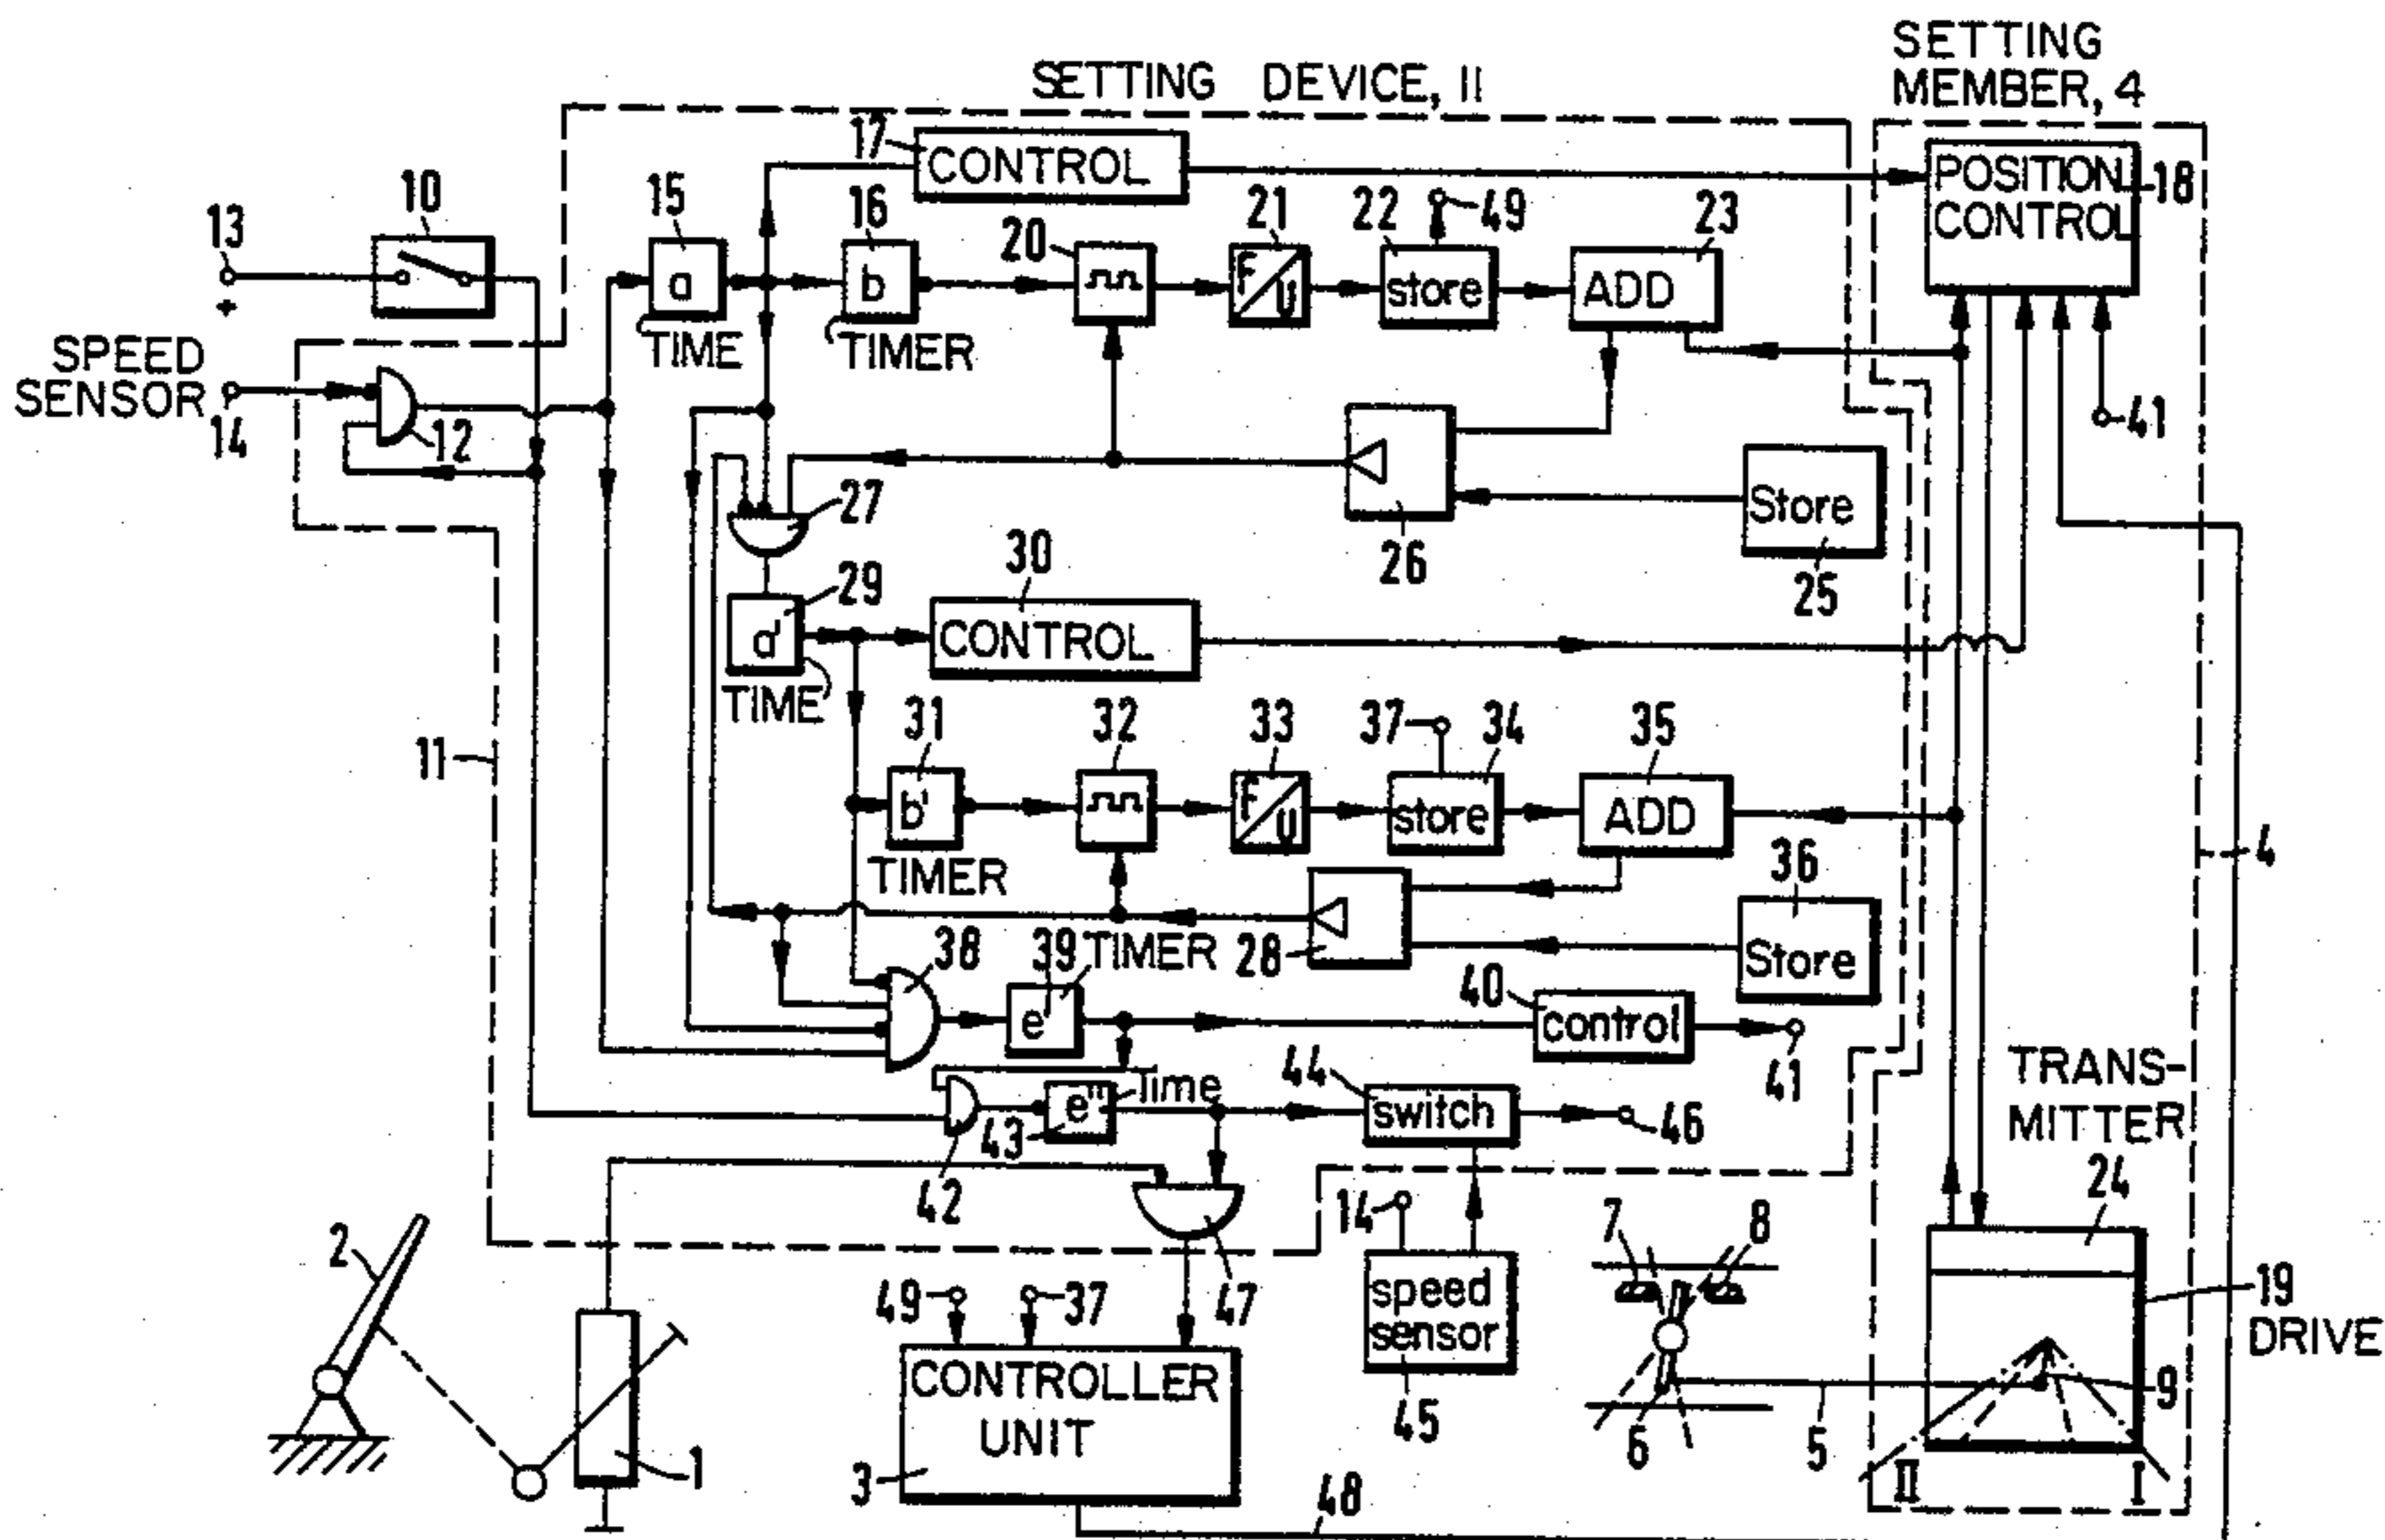 SETTING DEVICE, 11
SETTING
MEMBER, 4
17
CONTROL
POSITION
CONTROL
18
10
15
16
13
20
21
22
49
23
+
a
b
F/U
store
ADD
TIME
TIMER
SPEED
SENSOR
14
12
41
27
26
Store
25
30
29
a'
CONTROL
TIME
11
31
32
33
37
34
35
b'
F/U
store
ADD
4
TIMER
36
38
39
TIMER
28
Store
40
e'
control
41
TRANS-
MITTER
Time
44
e"
switch
43
46
42
24
2
14
7
8
49
37
47
speed
sensor
19
DRIVE
CONTROLLER
UNIT
9
45
6
5
1
3
II
I
48